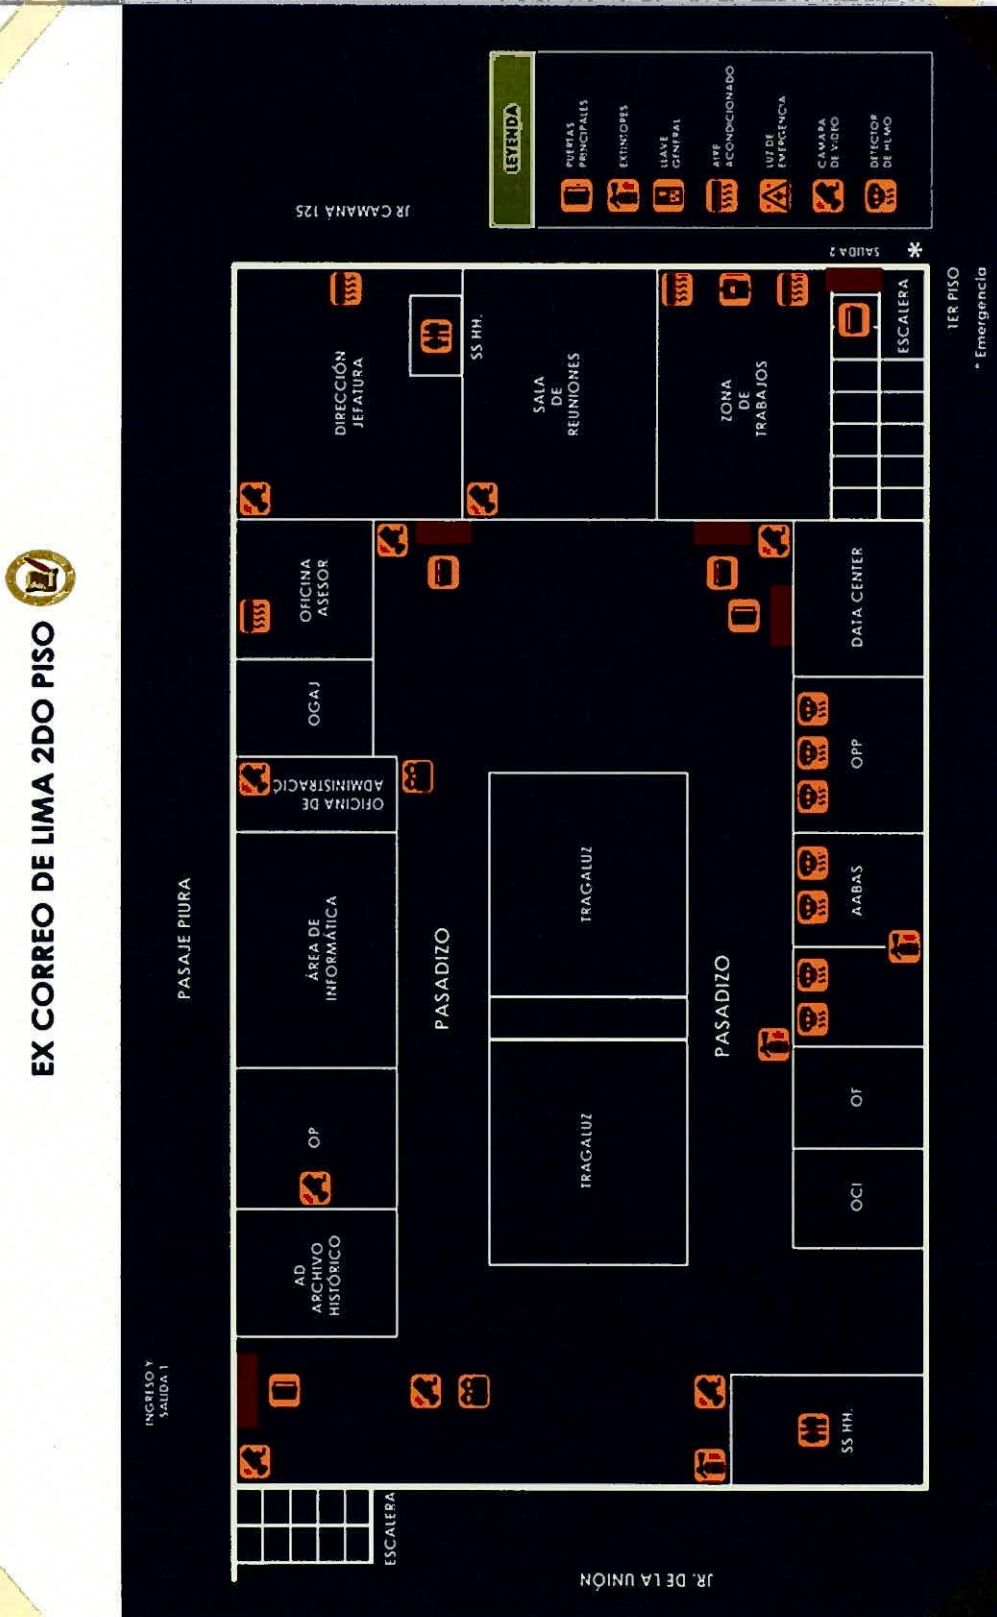 EX CORREO DE LIMA 2DO PISO
PASAJE PIURA
INGRESO Y
SALIDA 1
ESCALERA
AD
ARCHIVO
HISTÓRICO
OP
ÁREA DE
INFORMÁTICA
OFICINA DE
ADMINISTRACIÓ
OGAJ
OFICINA
ASESOR
DIRECCIÓN
JEFATURA
SS HH.
SALA
DE
REUNIONES
ZONA
DE
TRABAJOS
PASADIZO
TRAGALUZ
TRAGALUZ
PASADIZO
SS HH.
OCI
OF
AABAS
OPP
DATA CENTER
ESCALERA
SALIDA 2
*
1ER PISO
* Emergencia
JR. DE LA UNIÓN
JR CAMANÁ 125
LEYENDA
PUERTAS
PRINCIPALES
EXTINTORES
LLAVE
GENERAL
AIRE
ACONDICIONADO
LUZ DE
EMERGENCIA
CAMARA
DE VIDEO
DETECTOR
DE HUMO